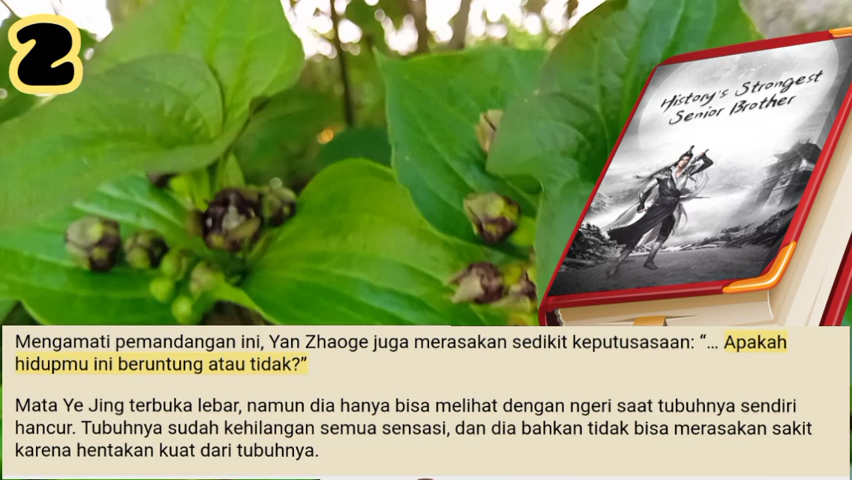 2
History's Strongest
Senior Brother
Mengamati pemandangan ini, Yan Zhaoge juga merasakan sedikit keputusasaan: “... Apakah
hidupmu ini beruntung atau tidak?”
Mata Ye Jing terbuka lebar, namun dia hanya bisa melihat dengan ngeri saat tubuhnya sendiri
hancur. Tubuhnya sudah kehilangan semua sensasi, dan dia bahkan tidak bisa merasakan sakit
karena hentakan kuat dari tubuhnya.